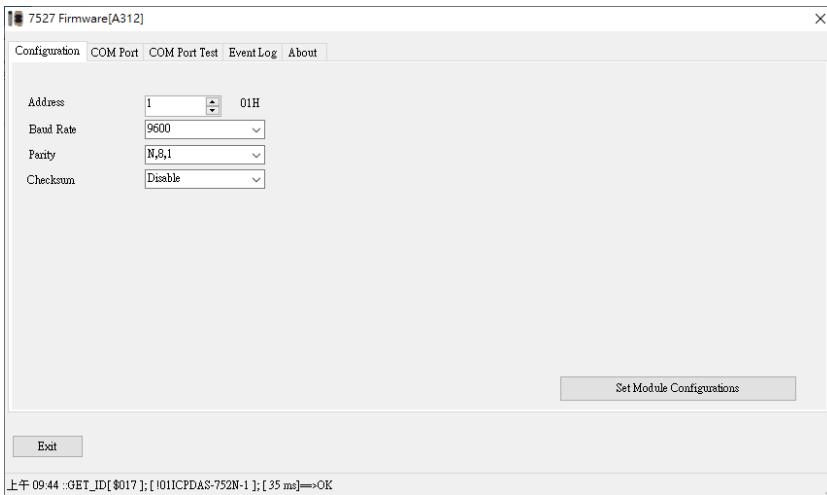 7527 Firmware[A312]
Configuration COM Port COM Port Test Event Log About
Address 1 01H
Baud Rate 9600
Parity N,8,1
Checksum Disable
Set Module Configurations
Exit
上午 09:44 ::GET_ID[ $017 ]; [ !01ICPDAS-752N-1 ]; [ 35 ms]==>OK